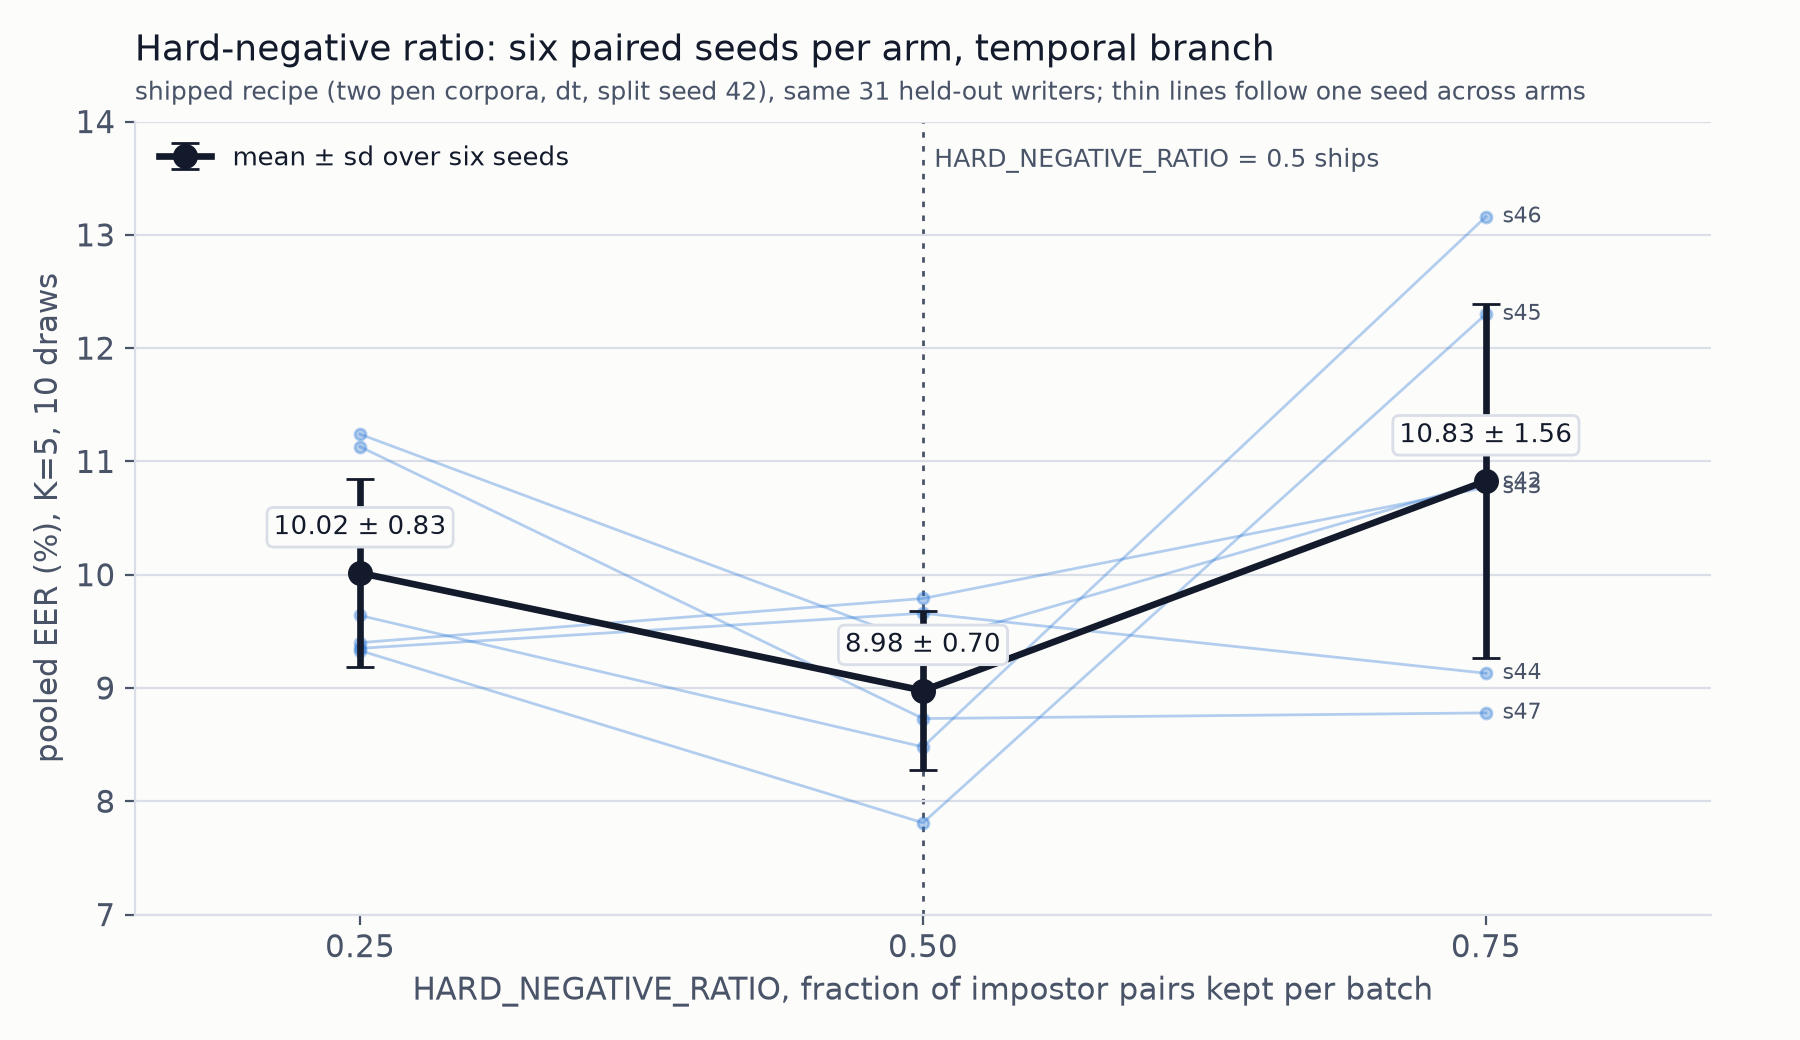 Hard-negative ratio: six paired seeds per arm, temporal branch
shipped recipe (two pen corpora, dt, split seed 42), same 31 held-out writers; thin lines follow one seed across arms
14
mean ± sd over six seeds
HARD_NEGATIVE_RATIO = 0.5 ships
s46
13
s45
12
10.83 ± 1.56
11
s42
s43
10.02 ± 0.83
10
8.98 ± 0.70
s44
9
s47
8
7
pooled EER (%), K=5, 10 draws
0.25 0.50 0.75
HARD_NEGATIVE_RATIO, fraction of impostor pairs kept per batch